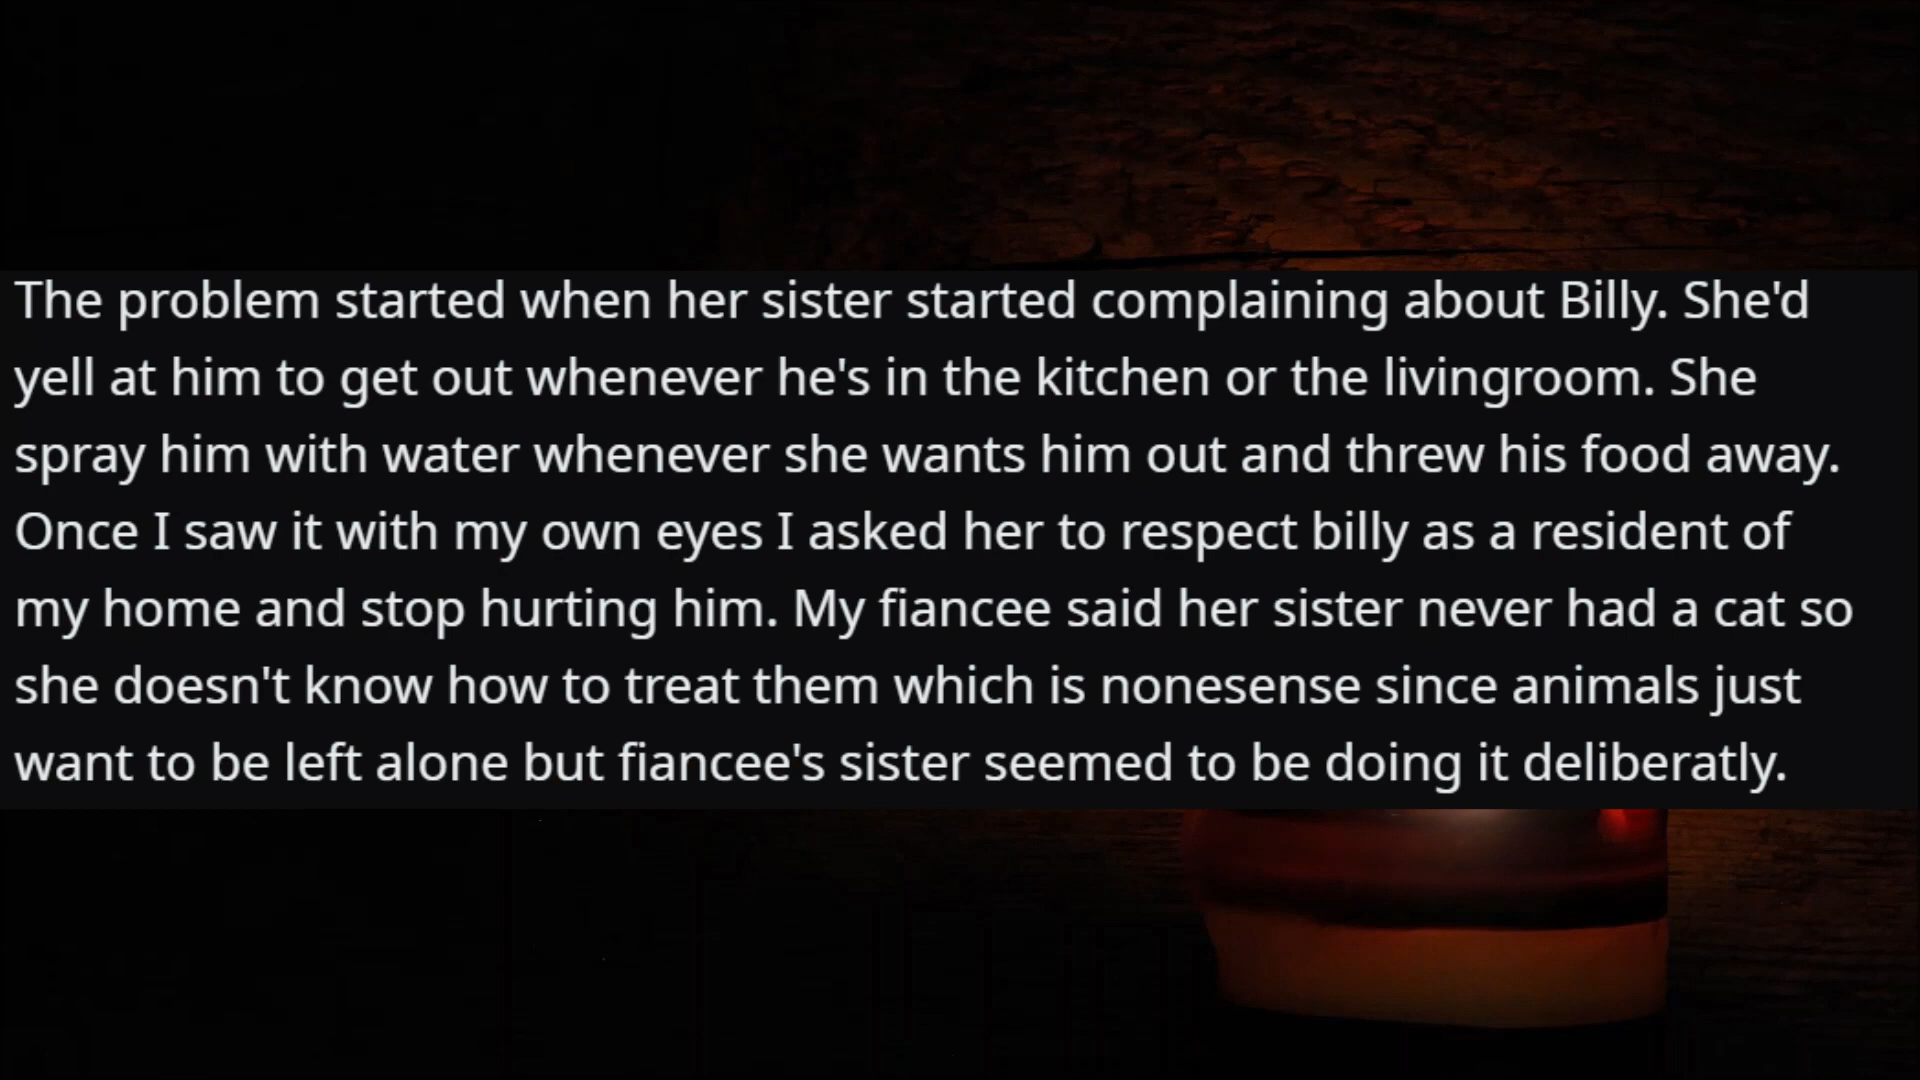 The problem started when her sister started complaining about Billy. She'd
yell at him to get out whenever he's in the kitchen or the livingroom. She
spray him with water whenever she wants him out and threw his food away.
Once I saw it with my own eyes I asked her to respect billy as a resident of
my home and stop hurting him. My fiancee said her sister never had a cat so
she doesn't know how to treat them which is nonesense since animals just
want to be left alone but fiancee's sister seemed to be doing it deliberatly.